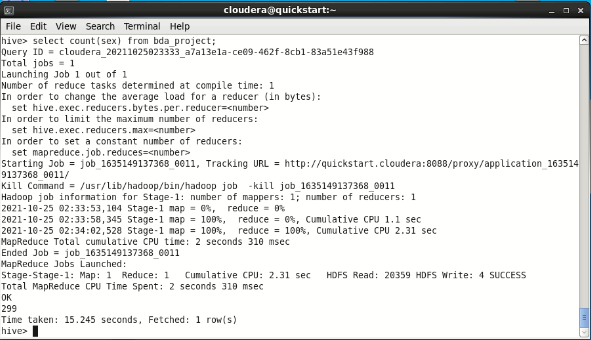 cloudera@quickstart:~
File Edit View Search Terminal Help
hive> select count(sex) from bda_project;
Query ID = cloudera_20211025023333_a7a13e1a-ce09-462f-8cb1-83a51e43f988
Total jobs = 1
Launching Job 1 out of 1
Number of reduce tasks determined at compile time: 1
In order to change the average load for a reducer (in bytes):
  set hive.exec.reducers.bytes.per.reducer=<number>
In order to limit the maximum number of reducers:
  set hive.exec.reducers.max=<number>
In order to set a constant number of reducers:
  set mapreduce.job.reduces=<number>
Starting Job = job_1635149137368_0011, Tracking URL = http://quickstart.cloudera:8088/proxy/application_163514
9137368_0011/
Kill Command = /usr/lib/hadoop/bin/hadoop job  -kill job_1635149137368_0011
Hadoop job information for Stage-1: number of mappers: 1; number of reducers: 1
2021-10-25 02:33:53,104 Stage-1 map = 0%,  reduce = 0%
2021-10-25 02:33:58,345 Stage-1 map = 100%,  reduce = 0%, Cumulative CPU 1.1 sec
2021-10-25 02:34:02,528 Stage-1 map = 100%,  reduce = 100%, Cumulative CPU 2.31 sec
MapReduce Total cumulative CPU time: 2 seconds 310 msec
Ended Job = job_1635149137368_0011
MapReduce Jobs Launched:
Stage-Stage-1: Map: 1  Reduce: 1   Cumulative CPU: 2.31 sec   HDFS Read: 20359 HDFS Write: 4 SUCCESS
Total MapReduce CPU Time Spent: 2 seconds 310 msec
OK
299
Time taken: 15.245 seconds, Fetched: 1 row(s)
hive>